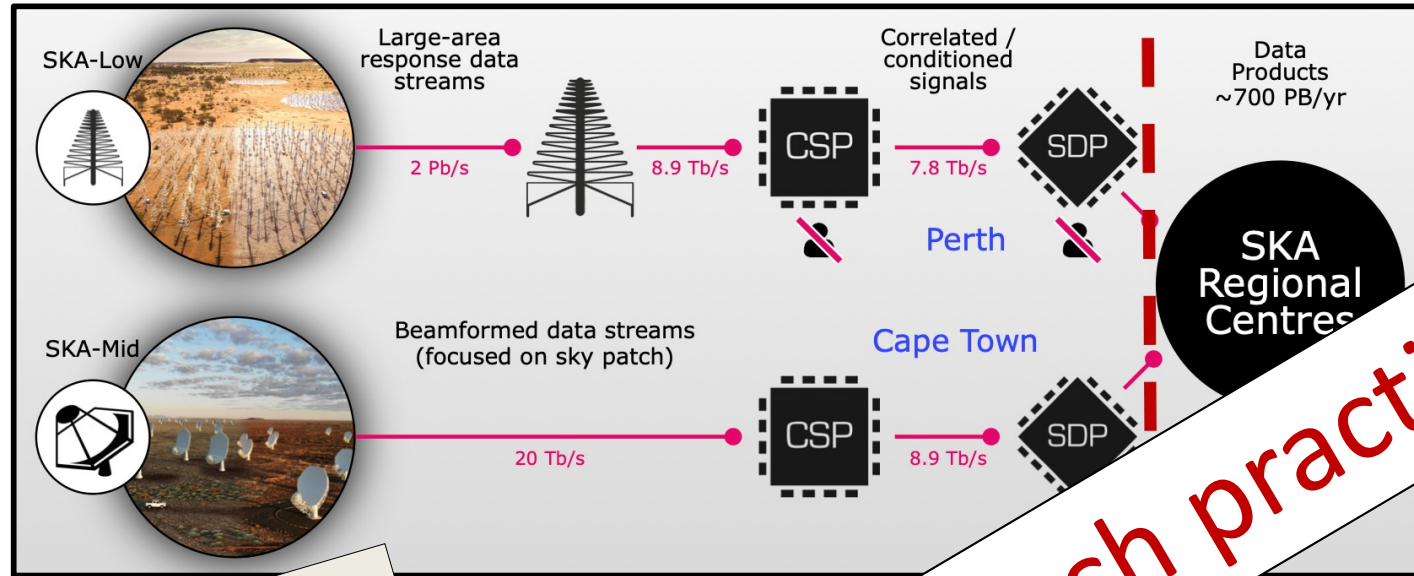 SKA-Low
Large-area
response data
streams
Correlated /
conditioned
signals
Data
Products
~700 PB/yr
2 Pb/s
8.9 Tb/s
CSP
7.8 Tb/s
SDP
Perth
SKA
Regional
Centres
SKA-Mid
Beamformed data streams
(focused on sky patch)
Cape Town
20 Tb/s
CSP
8.9 Tb/s
SDP